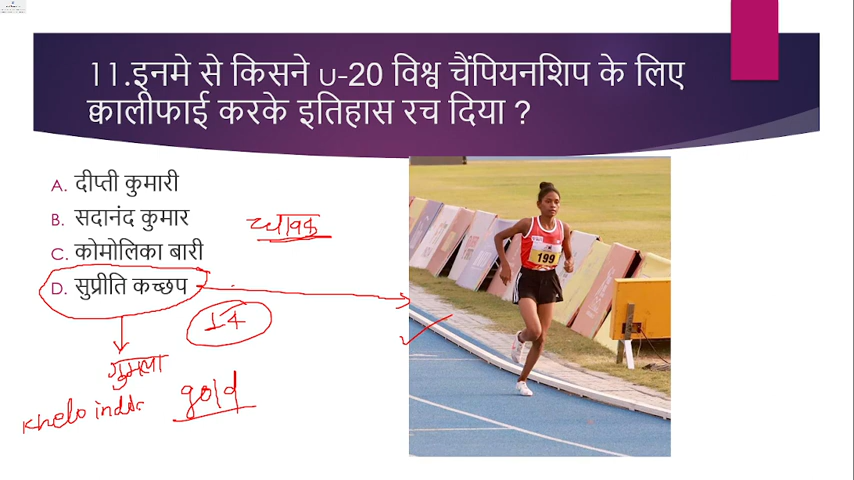 11.इनमे से किसने U-20 विश्व चैंपियनशिप के लिए
क्वालीफाई करके इतिहास रच दिया ?
A. दीप्ती कुमारी
B. सदानंद कुमार
C. कोमोलिका बारी
D. सुप्रीति कच्छप
धावक
14
गुमला
Khelo india
gold
199